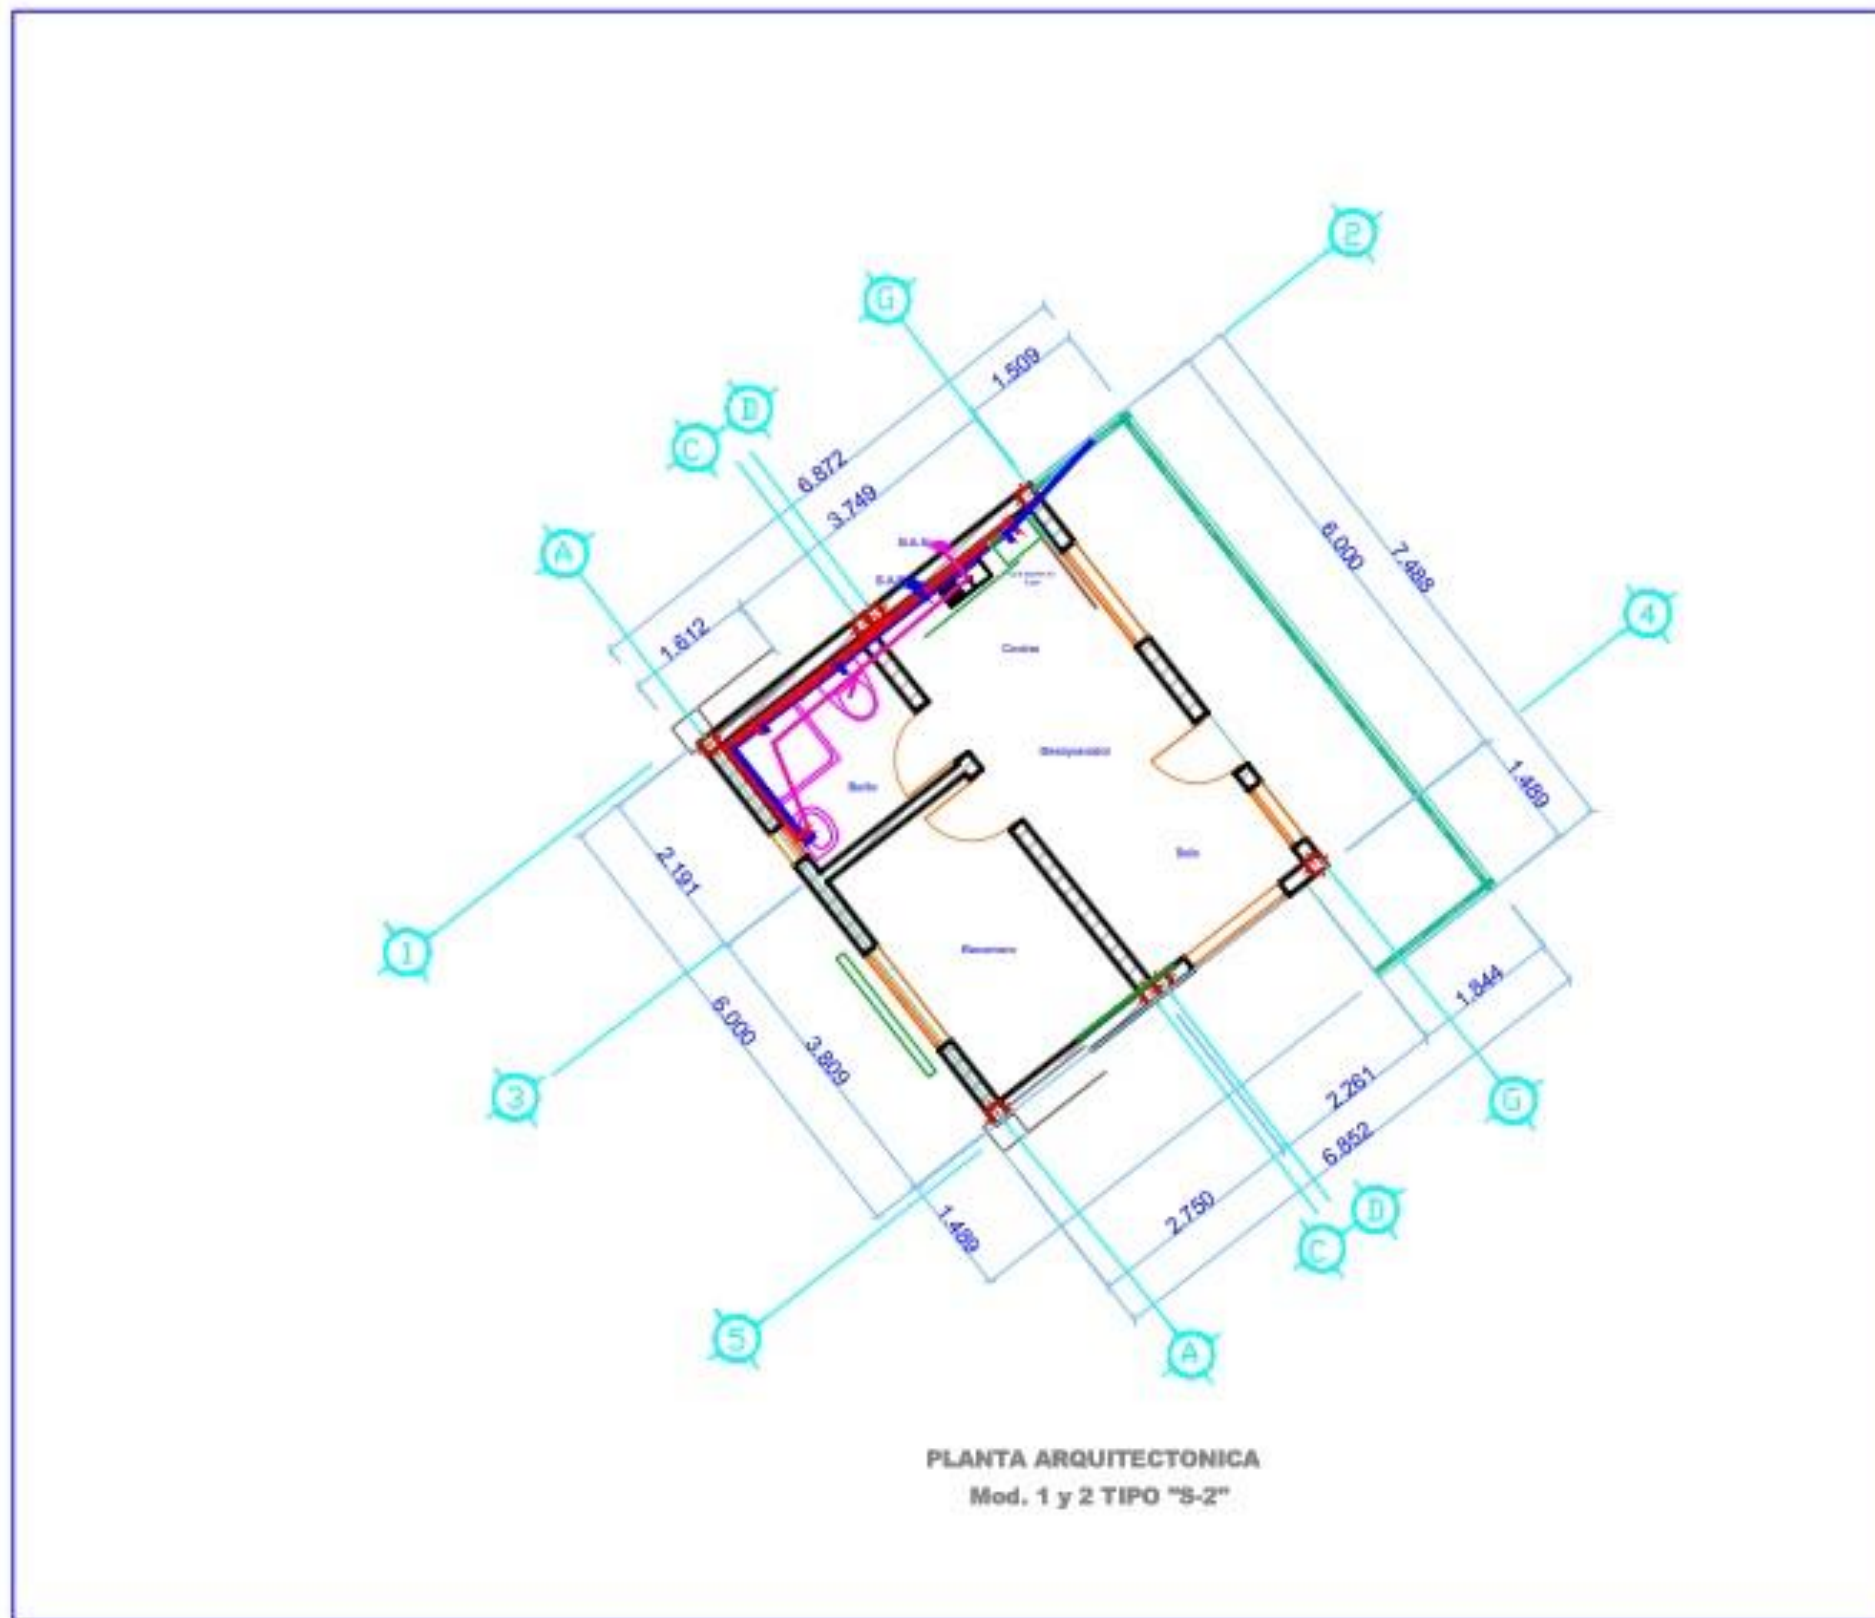 2
G
1.509
D
C
6.872
3.749
6.000
7.488
A
1.612
4
Cocina
Desayunador
Baño
1.489
Sala
2.191
1
Recamara
6.000
3.809
1.844
3
G
2.261
6.852
2.750
1.489
D
C
5
A
PLANTA ARQUITECTONICA
Mod. 1 y 2 TIPO "S-2"